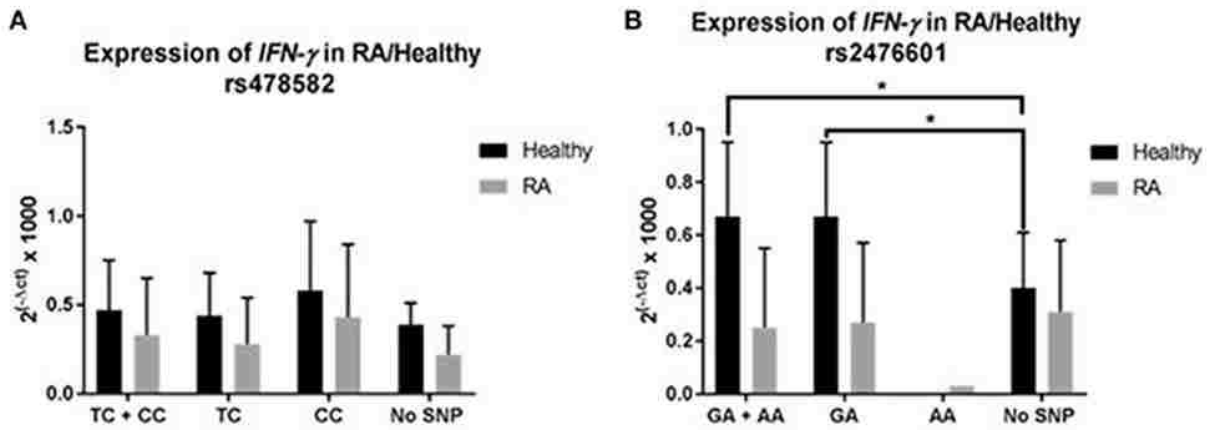 A
Expression of IFN-γ in RA/Healthy
rs478582
2^(-Δct) x 1000
1.5
1.0
0.5
0.0
TC + CC
TC
CC
No SNP
Healthy
RA
B
Expression of IFN-γ in RA/Healthy
rs2476601
*
*
2^(-Δct) x 1000
1.0
0.8
0.6
0.4
0.2
0.0
GA + AA
GA
AA
No SNP
Healthy
RA